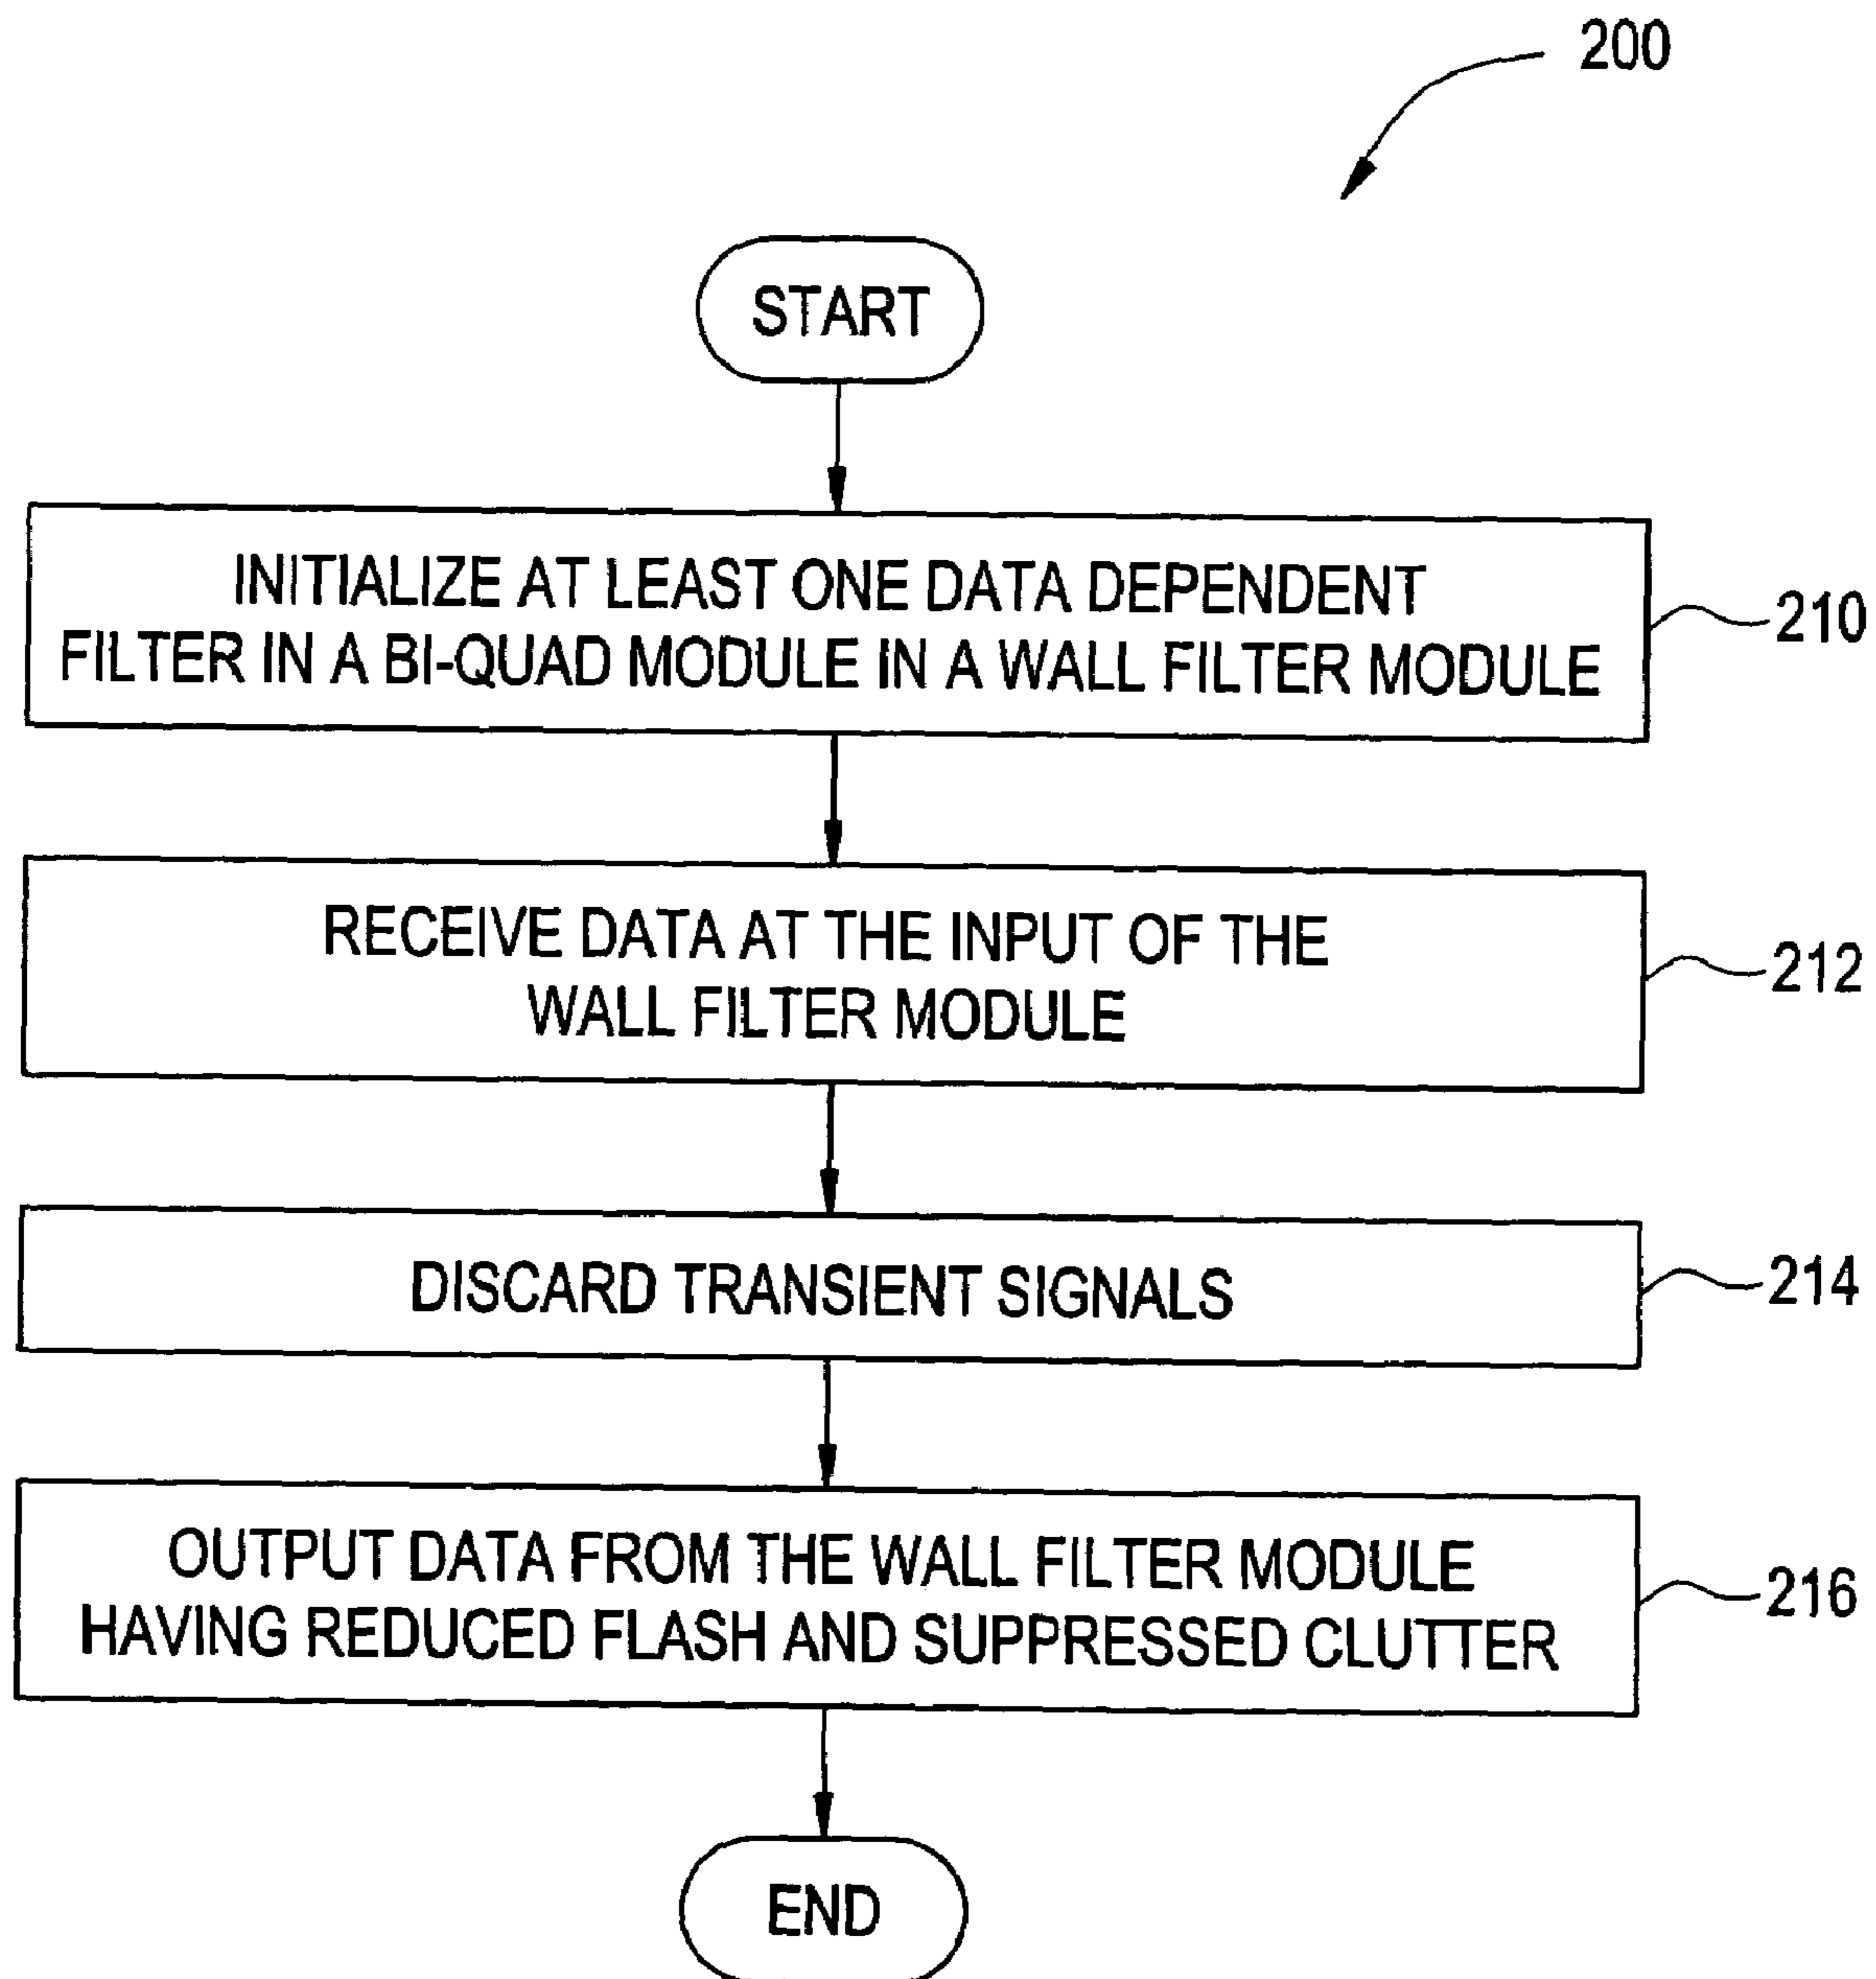 200
START
INITIALIZE AT LEAST ONE DATA DEPENDENT
FILTER IN A BI-QUAD MODULE IN A WALL FILTER MODULE
210
RECEIVE DATA AT THE INPUT OF THE
WALL FILTER MODULE
212
DISCARD TRANSIENT SIGNALS
214
OUTPUT DATA FROM THE WALL FILTER MODULE
HAVING REDUCED FLASH AND SUPPRESSED CLUTTER
216
END